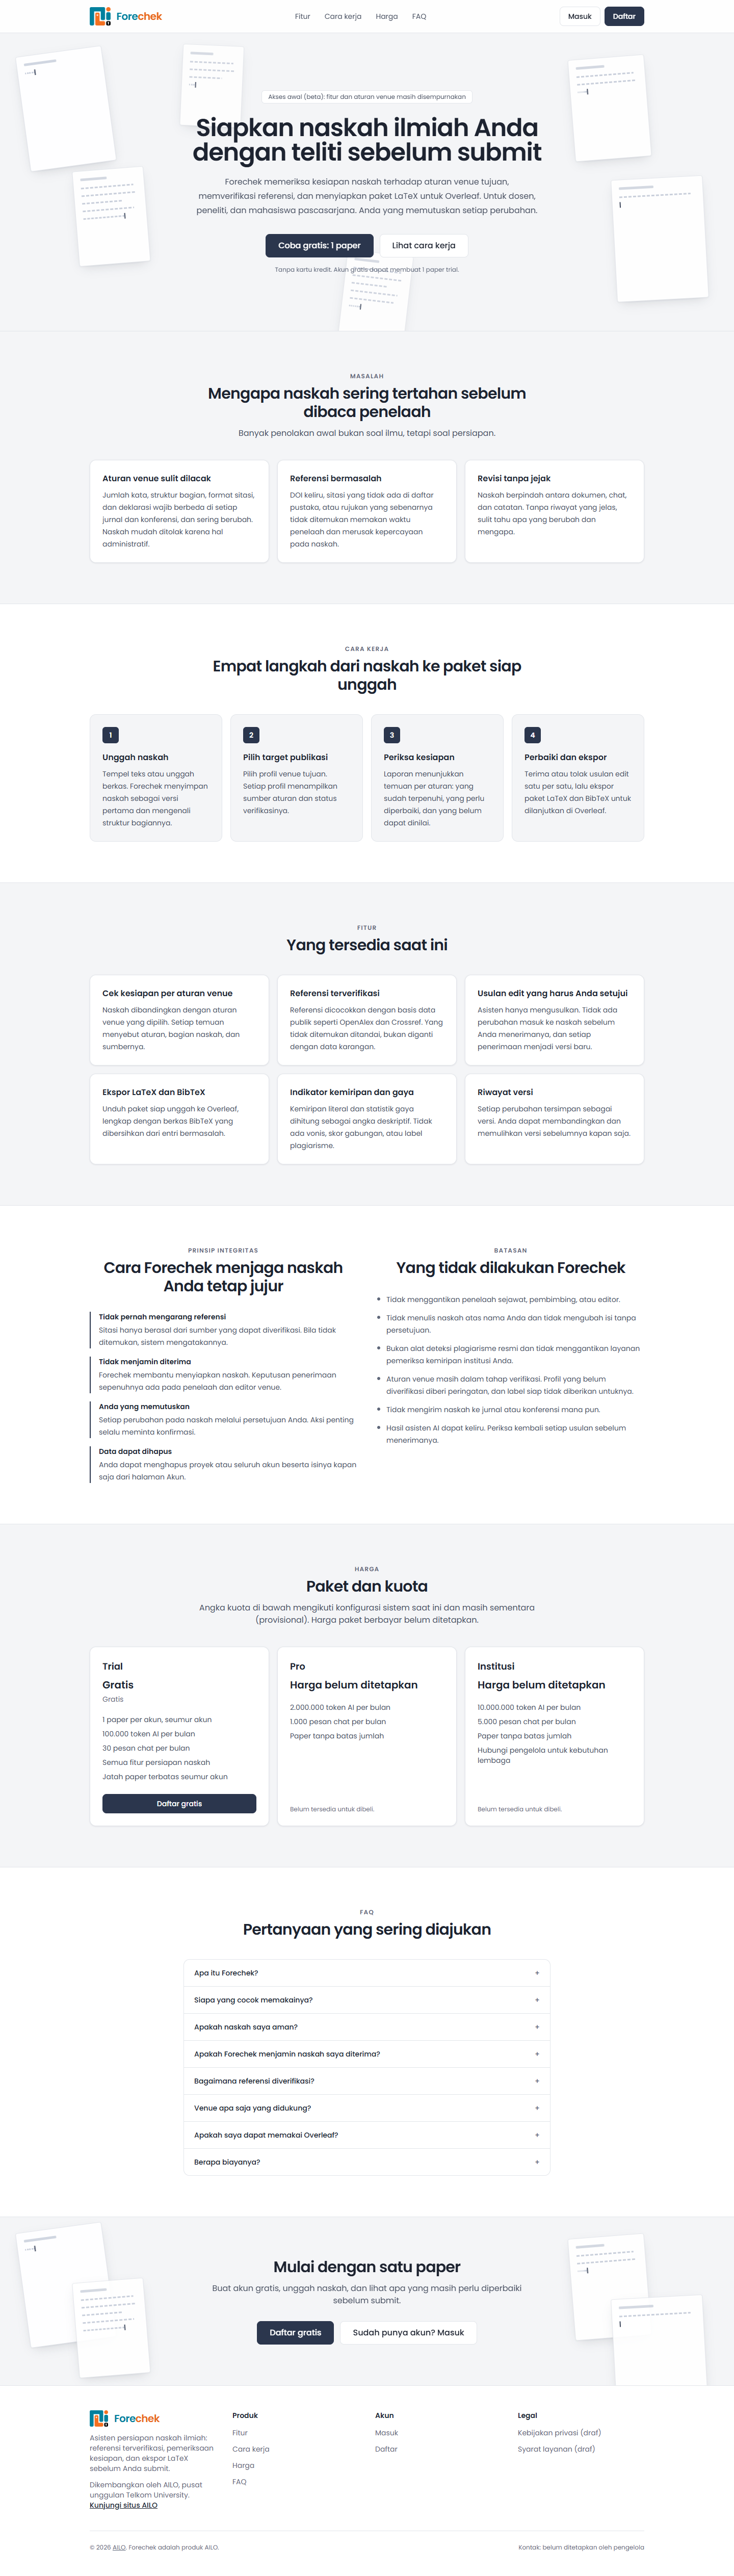 Forechek
Fitur
Cara kerja
Harga
FAQ
Masuk
Daftar
Akses awal (beta): fitur dan aturan venue masih disempurnakan
Siapkan naskah ilmiah Anda
dengan teliti sebelum submit
Forechek memeriksa kesiapan naskah terhadap aturan venue tujuan,
memverifikasi referensi, dan menyiapkan paket LaTeX untuk Overleaf. Untuk dosen,
peneliti, dan mahasiswa pascasarjana. Anda yang memutuskan setiap perubahan.
Coba gratis: 1 paper
Lihat cara kerja
Tanpa kartu kredit. Akun gratis dapat membuat 1 paper trial.
MASALAH
Mengapa naskah sering tertahan sebelum
dibaca penelaah
Banyak penolakan awal bukan soal ilmu, tetapi soal persiapan.
Aturan venue sulit dilacak
Jumlah kata, struktur bagian, format sitasi,
dan deklarasi wajib berbeda di setiap
jurnal dan konferensi, dan sering berubah.
Naskah mudah ditolak karena hal
administratif.
Referensi bermasalah
DOI keliru, sitasi yang tidak ada di daftar
pustaka, atau rujukan yang sebenarnya
tidak ditemukan memakan waktu
penelaah dan merusak kepercayaan
pada naskah.
Revisi tanpa jejak
Naskah berpindah antara dokumen, chat,
dan catatan. Tanpa riwayat yang jelas,
sulit tahu apa yang berubah dan
mengapa.
CARA KERJA
Empat langkah dari naskah ke paket siap
unggah
1
Unggah naskah
Tempel teks atau unggah
berkas. Forechek menyimpan
naskah sebagai versi
pertama dan mengenali
struktur bagiannya.
2
Pilih target publikasi
Pilih profil venue tujuan.
Setiap profil menampilkan
sumber aturan dan status
verifikasinya.
3
Periksa kesiapan
Laporan menunjukkan
temuan per aturan: yang
sudah terpenuhi, yang perlu
diperbaiki, dan yang belum
dapat dinilai.
4
Perbaiki dan ekspor
Terima atau tolak usulan edit
satu per satu, lalu ekspor
paket LaTeX dan BibTeX untuk
dilanjutkan di Overleaf.
FITUR
Yang tersedia saat ini
Cek kesiapan per aturan venue
Naskah dibandingkan dengan aturan
venue yang dipilih. Setiap temuan
menyebut aturan, bagian naskah, dan
sumbernya.
Referensi terverifikasi
Referensi dicocokkan dengan basis data
publik seperti OpenAlex dan Crossref. Yang
tidak ditemukan ditandai, bukan diganti
dengan data karangan.
Usulan edit yang harus Anda setujui
Asisten hanya mengusulkan. Tidak ada
perubahan masuk ke naskah sebelum
Anda menerimanya, dan setiap
penerimaan menjadi versi baru.
Ekspor LaTeX dan BibTeX
Unduh paket siap unggah ke Overleaf,
lengkap dengan berkas BibTeX yang
dibersihkan dari entri bermasalah.
Indikator kemiripan dan gaya
Kemiripan literal dan statistik gaya
dihitung sebagai angka deskriptif. Tidak
ada vonis, skor gabungan, atau label
plagiarisme.
Riwayat versi
Setiap perubahan tersimpan sebagai
versi. Anda dapat membandingkan dan
memulihkan versi sebelumnya kapan saja.
PRINSIP INTEGRITAS
Cara Forechek menjaga naskah
Anda tetap jujur
Tidak pernah mengarang referensi
Sitasi hanya berasal dari sumber yang dapat diverifikasi. Bila tidak
ditemukan, sistem mengatakannya.
Tidak menjamin diterima
Forechek membantu menyiapkan naskah. Keputusan penerimaan
sepenuhnya ada pada penelaah dan editor venue.
Anda yang memutuskan
Setiap perubahan pada naskah melalui persetujuan Anda. Aksi penting
selalu meminta konfirmasi.
Data dapat dihapus
Anda dapat menghapus proyek atau seluruh akun beserta isinya kapan
saja dari halaman Akun.
BATASAN
Yang tidak dilakukan Forechek
Tidak menggantikan penelaah sejawat, pembimbing, atau editor.
Tidak menulis naskah atas nama Anda dan tidak mengubah isi tanpa
persetujuan.
Bukan alat deteksi plagiarisme resmi dan tidak menggantikan layanan
pemeriksa kemiripan institusi Anda.
Aturan venue masih dalam tahap verifikasi. Profil yang belum
diverifikasi diberi peringatan, dan label siap tidak diberikan untuknya.
Tidak mengirim naskah ke jurnal atau konferensi mana pun.
Hasil asisten AI dapat keliru. Periksa kembali setiap usulan sebelum
menerimanya.
HARGA
Paket dan kuota
Angka kuota di bawah mengikuti konfigurasi sistem saat ini dan masih sementara
(provisional). Harga paket berbayar belum ditetapkan.
Trial
Gratis
Gratis
1 paper per akun, seumur akun
100.000 token AI per bulan
30 pesan chat per bulan
Semua fitur persiapan naskah
Jatah paper terbatas seumur akun
Daftar gratis
Pro
Harga belum ditetapkan
2.000.000 token AI per bulan
1.000 pesan chat per bulan
Paper tanpa batas jumlah
Belum tersedia untuk dibeli.
Institusi
Harga belum ditetapkan
10.000.000 token AI per bulan
5.000 pesan chat per bulan
Paper tanpa batas jumlah
Hubungi pengelola untuk kebutuhan
lembaga
Belum tersedia untuk dibeli.
FAQ
Pertanyaan yang sering diajukan
Apa itu Forechek? +
Siapa yang cocok memakainya? +
Apakah naskah saya aman? +
Apakah Forechek menjamin naskah saya diterima? +
Bagaimana referensi diverifikasi? +
Venue apa saja yang didukung? +
Apakah saya dapat memakai Overleaf? +
Berapa biayanya? +
Mulai dengan satu paper
Buat akun gratis, unggah naskah, dan lihat apa yang masih perlu diperbaiki
sebelum submit.
Daftar gratis
Sudah punya akun? Masuk
Forechek
Asisten persiapan naskah ilmiah:
referensi terverifikasi, pemeriksaan
kesiapan, dan ekspor LaTeX
sebelum Anda submit.
Dikembangkan oleh AILO, pusat
unggulan Telkom University.
Kunjungi situs AILO
Produk
Fitur
Cara kerja
Harga
FAQ
Akun
Masuk
Daftar
Legal
Kebijakan privasi (draf)
Syarat layanan (draf)
© 2026 AILO. Forechek adalah produk AILO.
Kontak: belum ditetapkan oleh pengelola